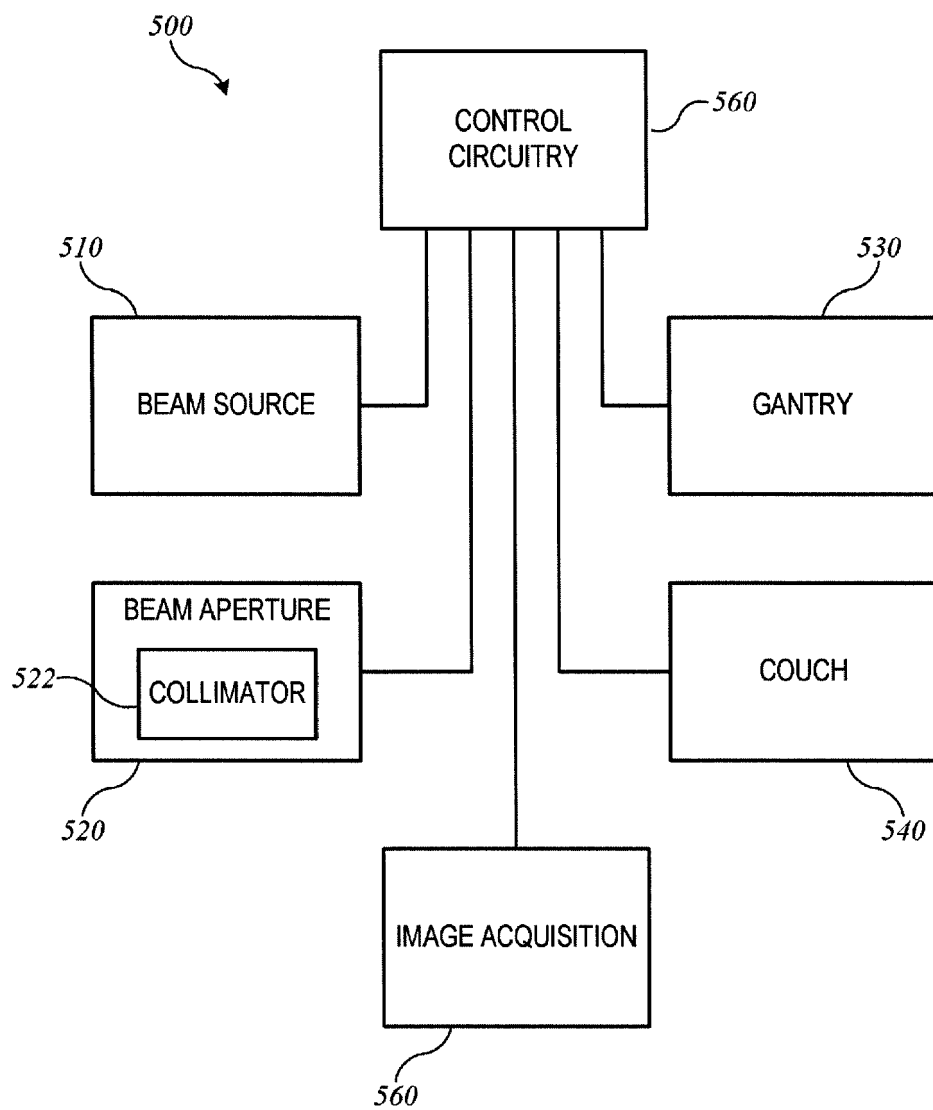 500
CONTROL
CIRCUITRY
560
510
530
BEAM SOURCE
GANTRY
BEAM APERTURE
522
COLLIMATOR
COUCH
520
540
IMAGE ACQUISITION
560